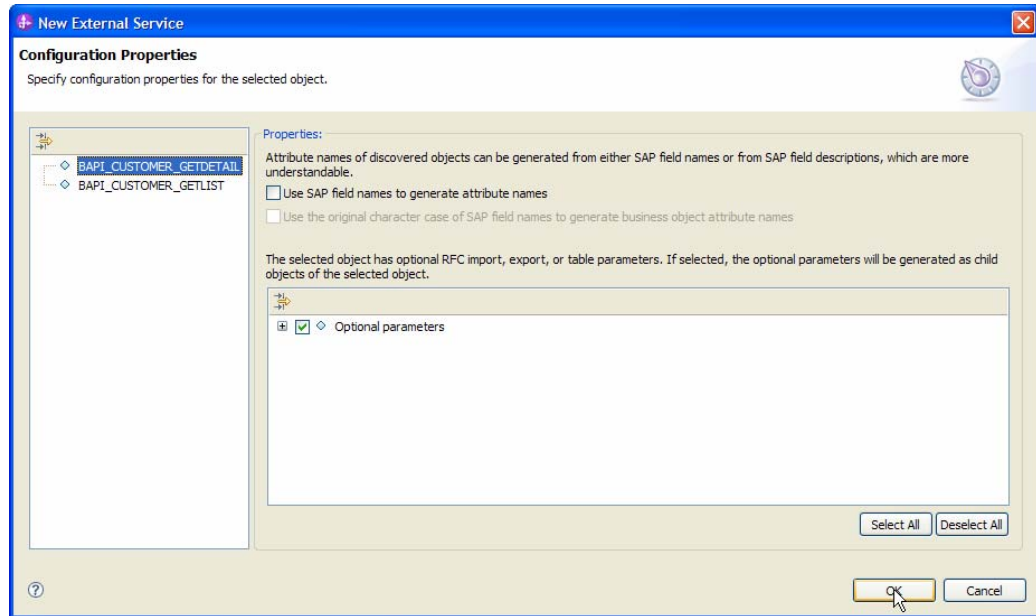 New External Service
Configuration Properties
Specify configuration properties for the selected object.
BAPI_CUSTOMER_GETDETAIL
BAPI_CUSTOMER_GETLIST
Properties:
Attribute names of discovered objects can be generated from either SAP field names or from SAP field descriptions, which are more
understandable.
Use SAP field names to generate attribute names
Use the original character case of SAP field names to generate business object attribute names
The selected object has optional RFC import, export, or table parameters. If selected, the optional parameters will be generated as child
objects of the selected object.
Optional parameters
Select All
Deselect All
OK
Cancel